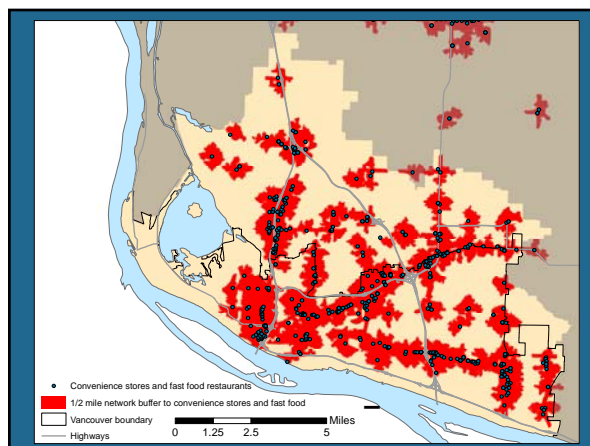 Convenience stores and fast food restaurants
1/2 mile network buffer to convenience stores and fast food
Vancouver boundary
Highways
Miles
0 1.25 2.5 5